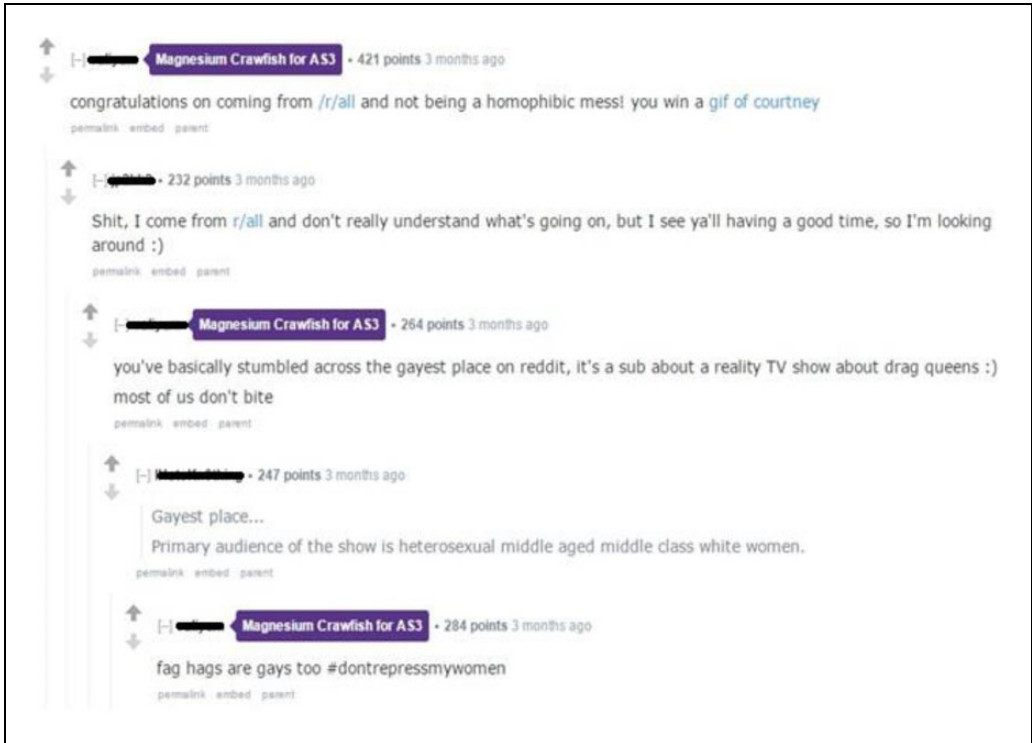 [-] Magnesium Crawfish for AS3 • 421 points 3 months ago
congratulations on coming from /r/all and not being a homophibic mess! you win a gif of courtney
permalink embed parent
[-] • 232 points 3 months ago
Shit, I come from r/all and don't really understand what's going on, but I see ya'll having a good time, so I'm looking
around :)
permalink embed parent
[-] Magnesium Crawfish for AS3 • 264 points 3 months ago
you've basically stumbled across the gayest place on reddit, it's a sub about a reality TV show about drag queens :)
most of us don't bite
permalink embed parent
[-] • 247 points 3 months ago
Gayest place...
Primary audience of the show is heterosexual middle aged middle class white women.
permalink embed parent
[-] Magnesium Crawfish for AS3 • 284 points 3 months ago
fag hags are gays too #dontrepressmywomen
permalink embed parent